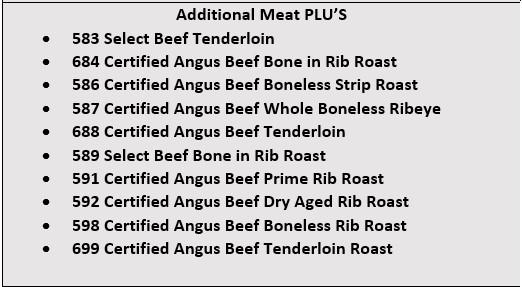 Additional Meat PLU’S
• 583 Select Beef Tenderloin
• 684 Certified Angus Beef Bone in Rib Roast
• 586 Certified Angus Beef Boneless Strip Roast
• 587 Certified Angus Beef Whole Boneless Ribeye
• 688 Certified Angus Beef Tenderloin
• 589 Select Beef Bone in Rib Roast
• 591 Certified Angus Beef Prime Rib Roast
• 592 Certified Angus Beef Dry Aged Rib Roast
• 598 Certified Angus Beef Boneless Rib Roast
• 699 Certified Angus Beef Tenderloin Roast